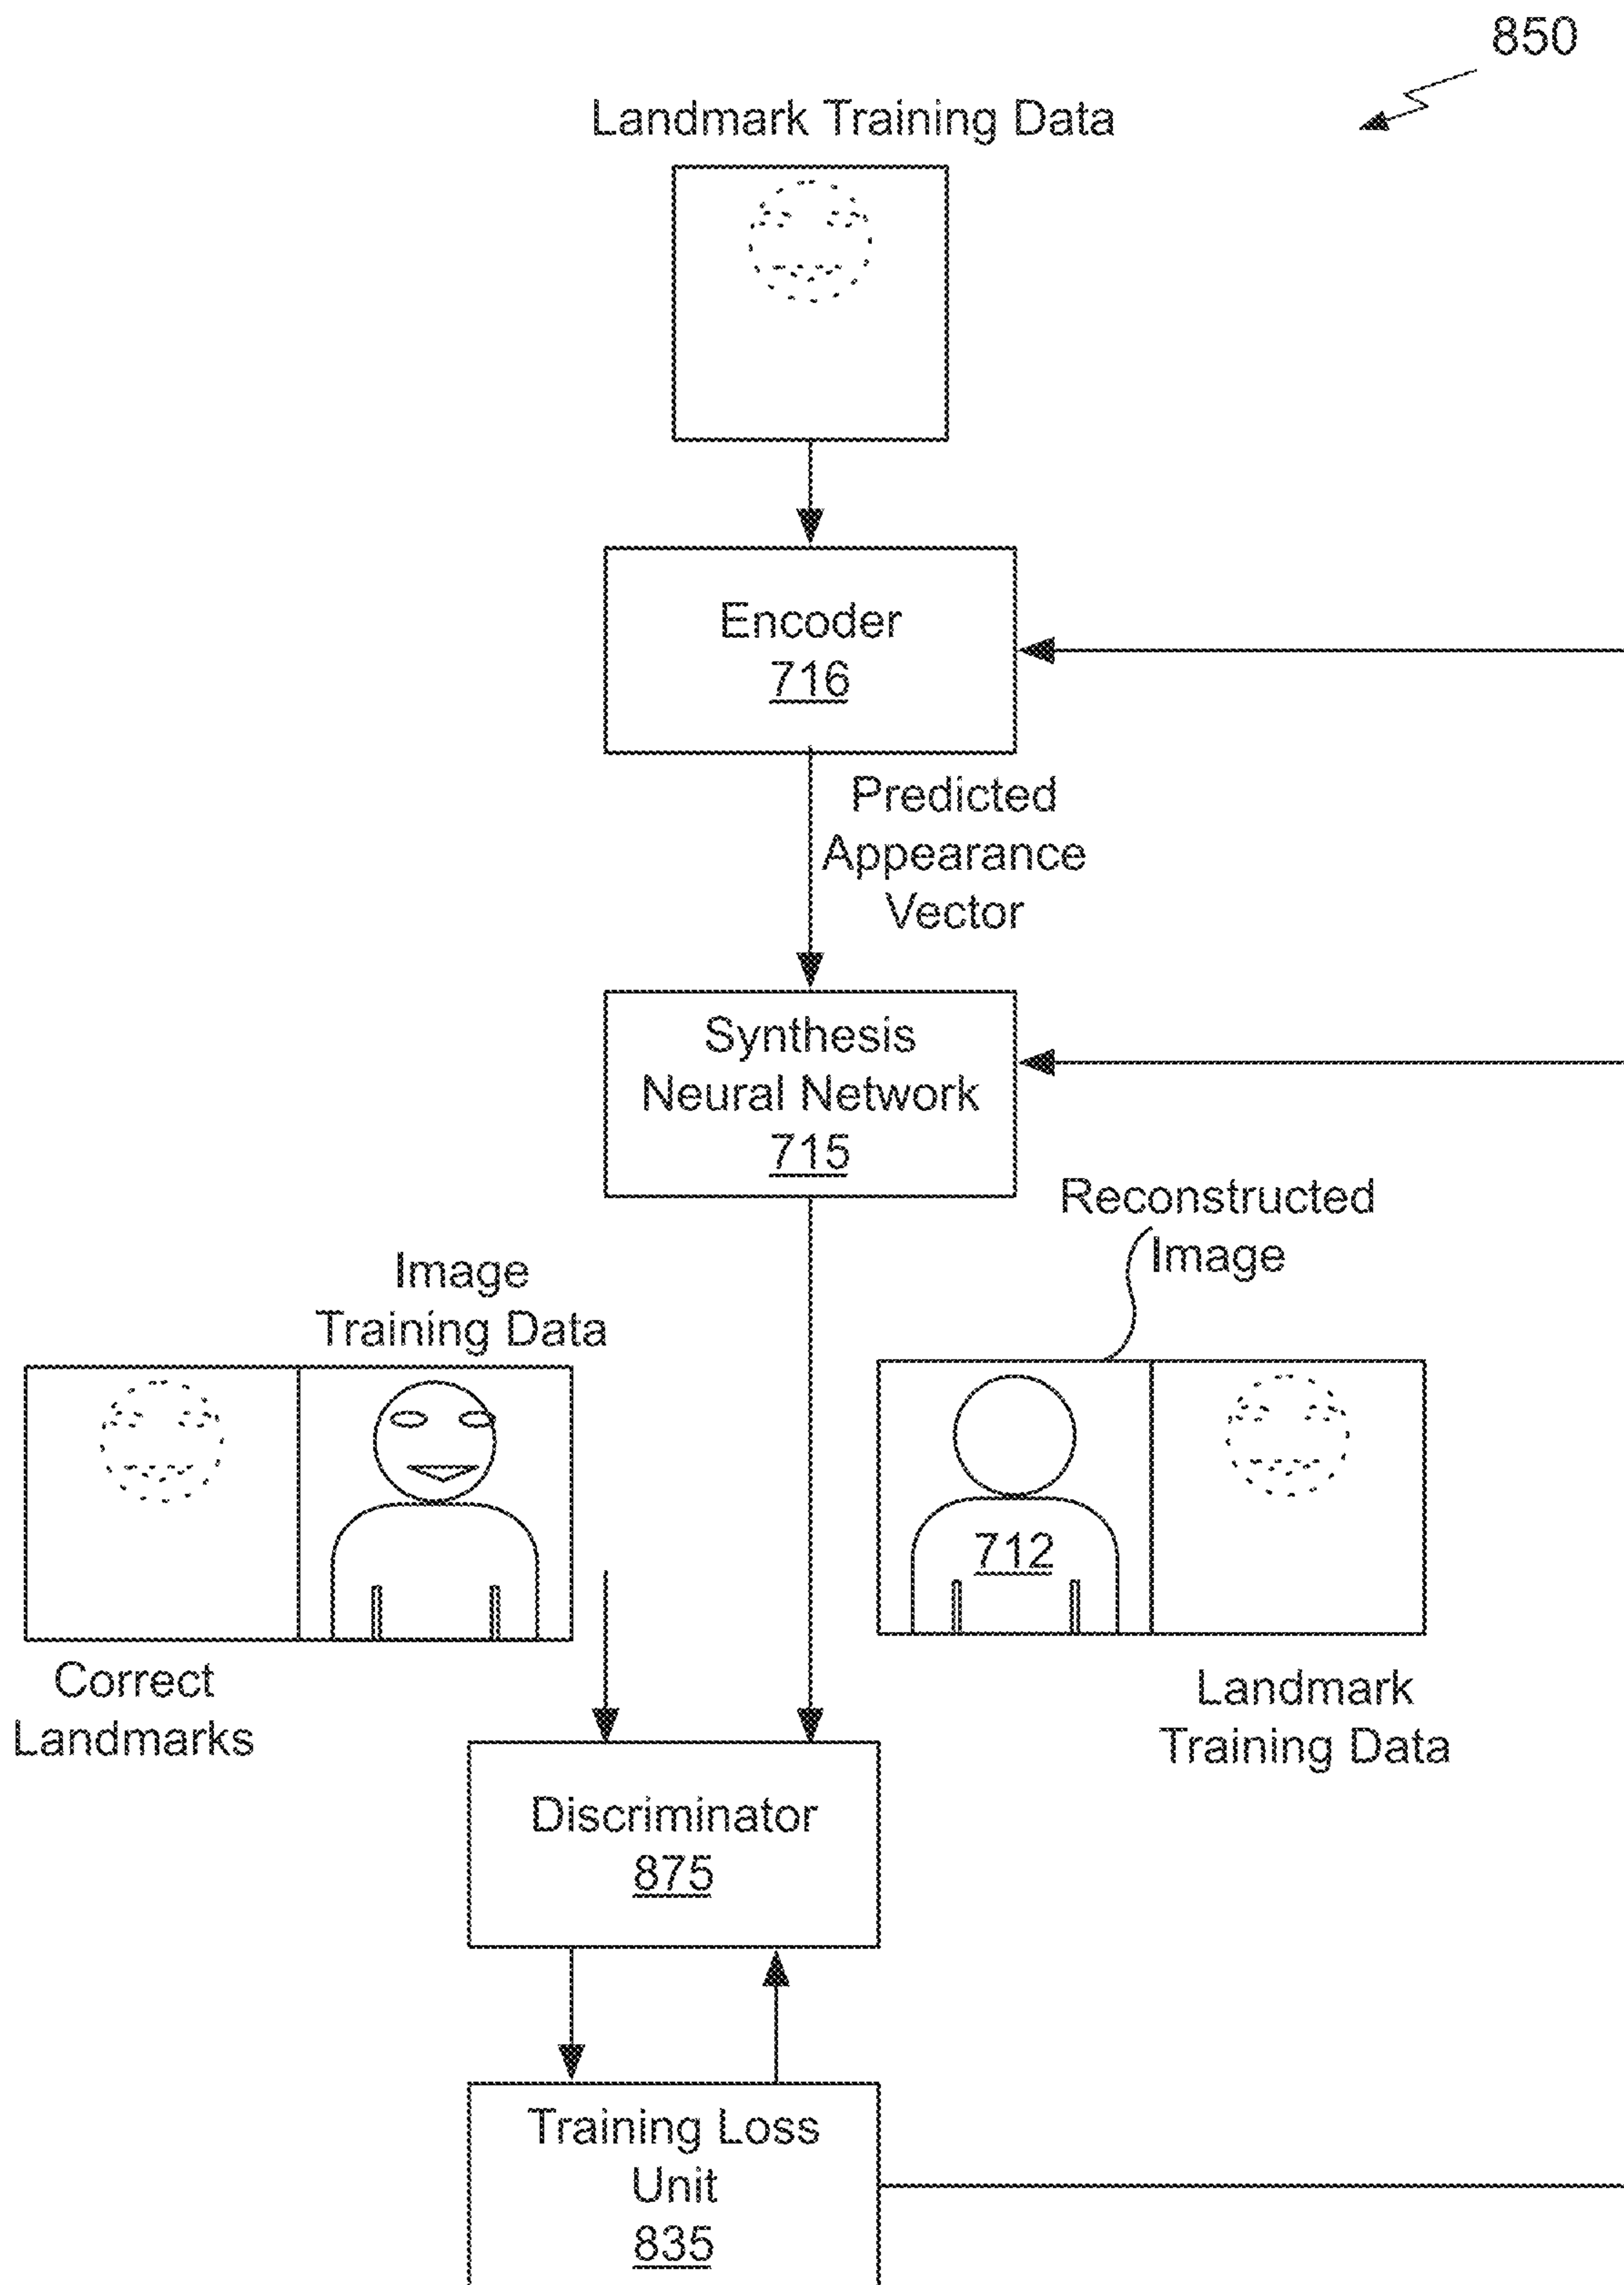 850
Landmark Training Data
Encoder
716
Predicted
Appearance
Vector
Synthesis
Neural Network
715
Reconstructed
Image
Image
Training Data
712
Correct
Landmarks
Landmark
Training Data
Discriminator
875
Training Loss
Unit
835